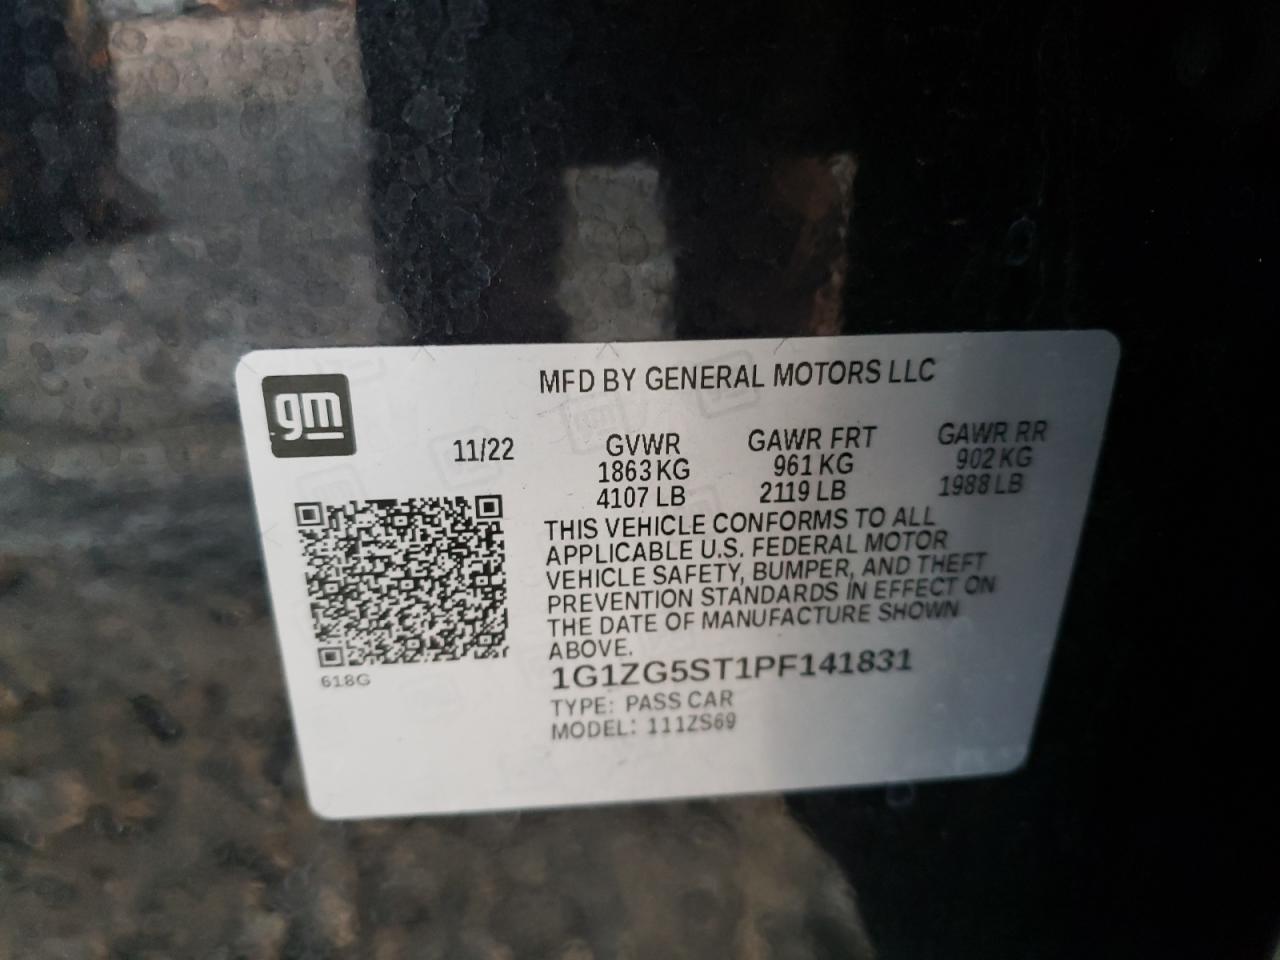 gm
MFD BY GENERAL MOTORS LLC
11/22
GVWR GAWR FRT GAWR RR
1863 KG 961 KG 902 KG
4107 LB 2119 LB 1988 LB
THIS VEHICLE CONFORMS TO ALL
APPLICABLE U.S. FEDERAL MOTOR
VEHICLE SAFETY, BUMPER, AND THEFT
PREVENTION STANDARDS IN EFFECT ON
THE DATE OF MANUFACTURE SHOWN
ABOVE.
618G
1G1ZG5ST1PF141831
TYPE: PASS CAR
MODEL: 111ZS69